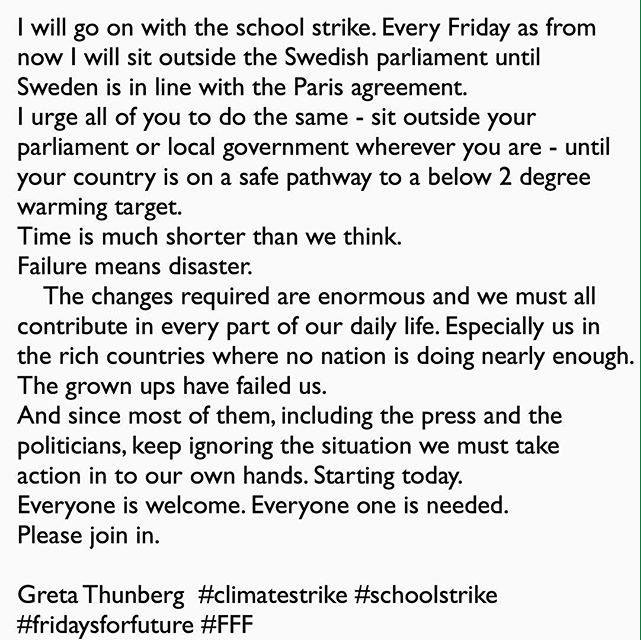 I will go on with the school strike. Every Friday as from
now I will sit outside the Swedish parliament until
Sweden is in line with the Paris agreement.
I urge all of you to do the same - sit outside your
parliament or local government wherever you are - until
your country is on a safe pathway to a below 2 degree
warming target.
Time is much shorter than we think.
Failure means disaster.
The changes required are enormous and we must all
contribute in every part of our daily life. Especially us in
the rich countries where no nation is doing nearly enough.
The grown ups have failed us.
And since most of them, including the press and the
politicians, keep ignoring the situation we must take
action in to our own hands. Starting today.
Everyone is welcome. Everyone one is needed.
Please join in.
Greta Thunberg #climatestrike #schoolstrike
#fridaysforfuture #FFF